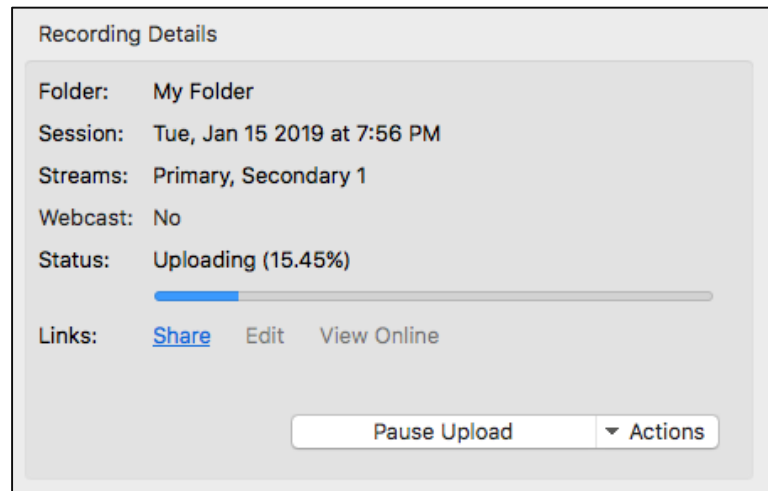 Recording Details
Folder: My Folder
Session: Tue, Jan 15 2019 at 7:56 PM
Streams: Primary, Secondary 1
Webcast: No
Status: Uploading (15.45%)
Links: Share Edit View Online
Pause Upload Actions